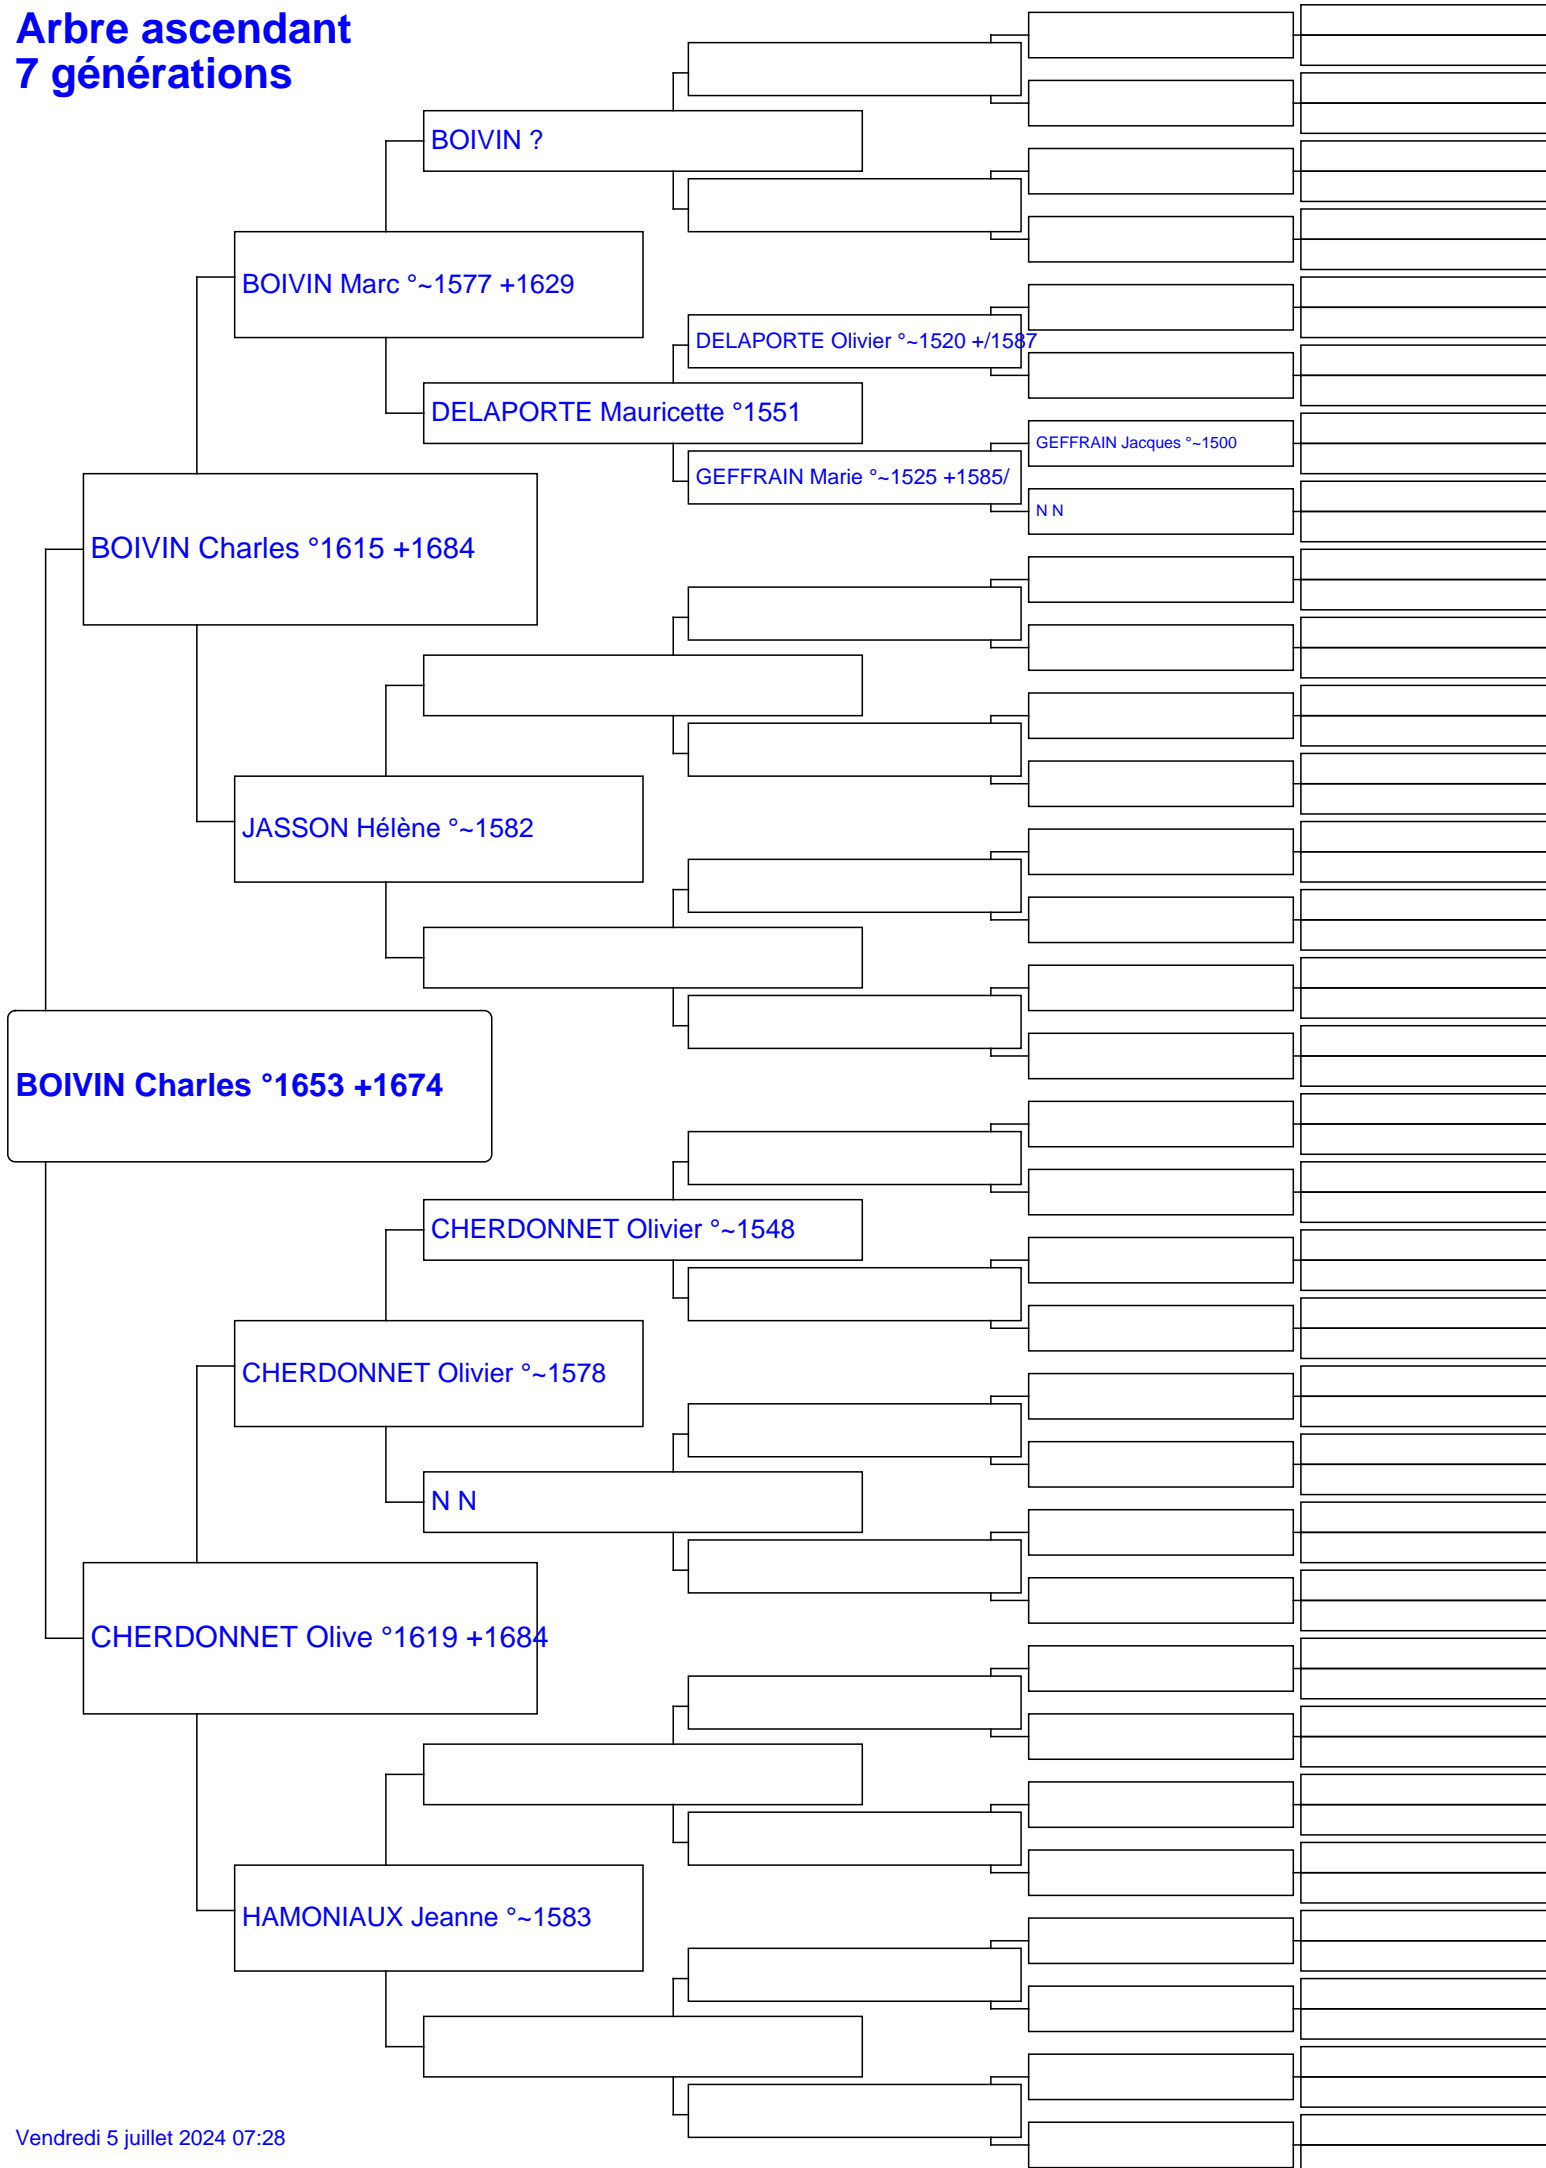 Arbre ascendant
7 générations
BOIVIN ?
BOIVIN Marc °~1577 +1629
DELAPORTE Olivier °~1520 +/1587
DELAPORTE Mauricette °1551
GEFFRAIN Jacques °~1500
GEFFRAIN Marie °~1525 +1585/
N N
BOIVIN Charles °1615 +1684
JASSON Hélène °~1582
BOIVIN Charles °1653 +1674
CHERDONNET Olivier °~1548
CHERDONNET Olivier °~1578
N N
CHERDONNET Olive °1619 +1684
HAMONIAUX Jeanne °~1583
Vendredi 5 juillet 2024 07:28